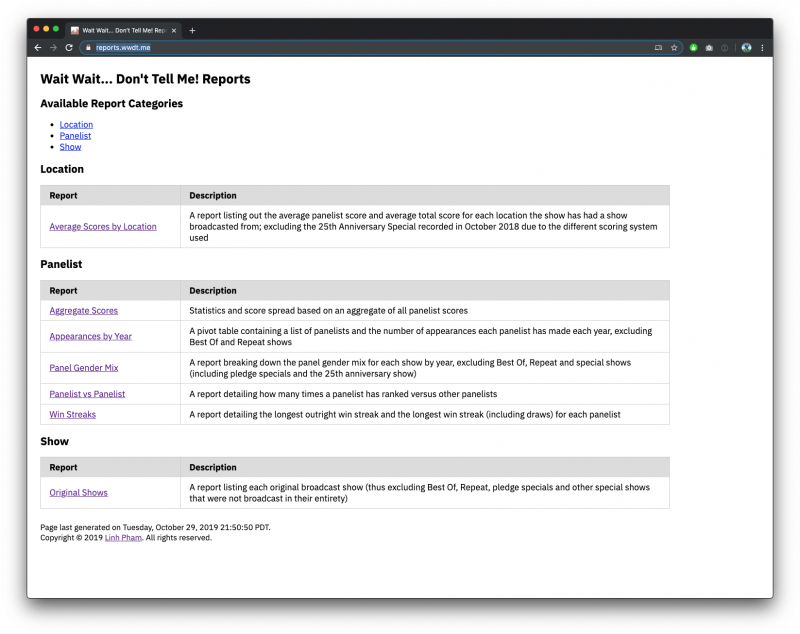 Wait Wait... Don't Tell Me! Rep
reports.wwdt.me
Wait Wait... Don't Tell Me! Reports
Available Report Categories
Location
Panelist
Show
Location
Report Description
Average Scores by Location A report listing out the average panelist score and average total score for each location the show has had a show
broadcasted from; excluding the 25th Anniversary Special recorded in October 2018 due to the different scoring system
used
Panelist
Report Description
Aggregate Scores Statistics and score spread based on an aggregate of all panelist scores
Appearances by Year A pivot table containing a list of panelists and the number of appearances each panelist has made each year, excluding
Best Of and Repeat shows
Panel Gender Mix A report breaking down the panel gender mix for each show by year, excluding Best Of, Repeat and special shows
(including pledge specials and the 25th anniversary show)
Panelist vs Panelist A report detailing how many times a panelist has ranked versus other panelists
Win Streaks A report detailing the longest outright win streak and the longest win streak (including draws) for each panelist
Show
Report Description
Original Shows A report listing each original broadcast show (thus excluding Best Of, Repeat, pledge specials and other special shows
that were not broadcast in their entirety)
Page last generated on Tuesday, October 29, 2019 21:50:50 PDT.
Copyright © 2019 Linh Pham. All rights reserved.